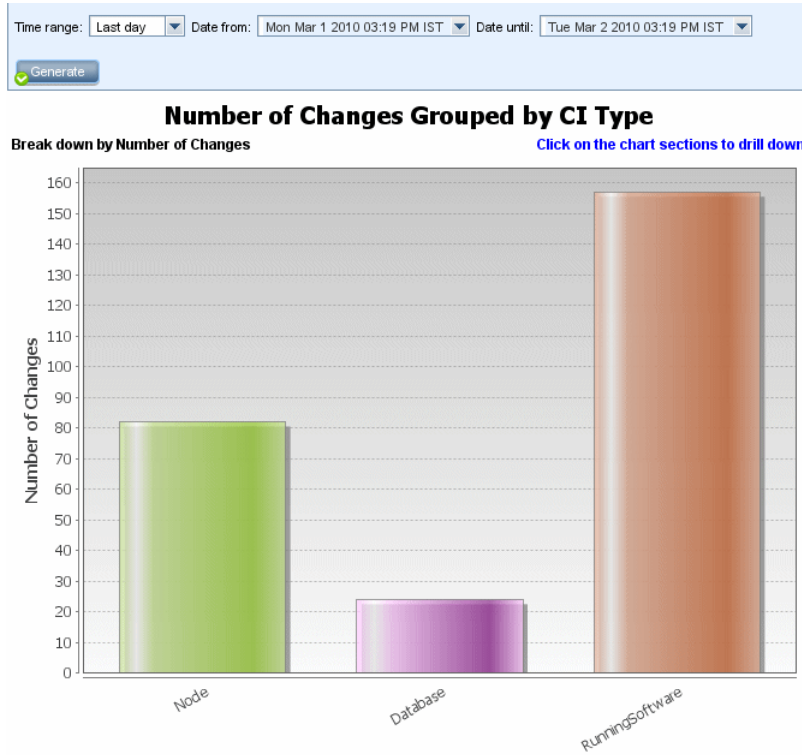 Time range: Last day Date from: Mon Mar 1 2010 03:19 PM IST Date until: Tue Mar 2 2010 03:19 PM IST
Generate
Number of Changes Grouped by CI Type
Break down by Number of Changes Click on the chart sections to drill down
160
150
140
130
120
110
100
90
80
70
60
50
40
30
20
10
0
Number of Changes
Node Database RunningSoftware